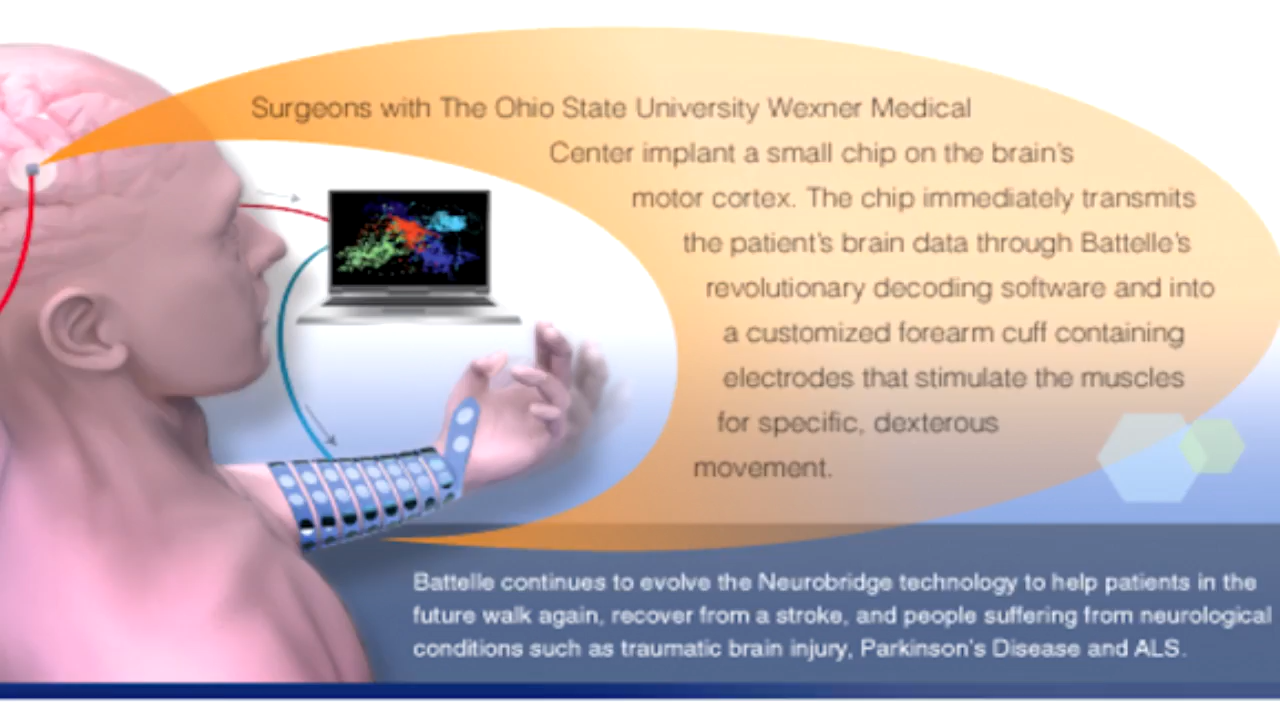 Surgeons with The Ohio State University Wexner Medical
Center implant a small chip on the brain's
motor cortex. The chip immediately transmits
the patient's brain data through Battelle's
revolutionary decoding software and into
a customized forearm cuff containing
electrodes that stimulate the muscles
for specific, dexterous
movement.
Battelle continues to evolve the Neurobridge technology to help patients in the
future walk again, recover from a stroke, and people suffering from neurological
conditions such as traumatic brain injury, Parkinson's Disease and ALS.